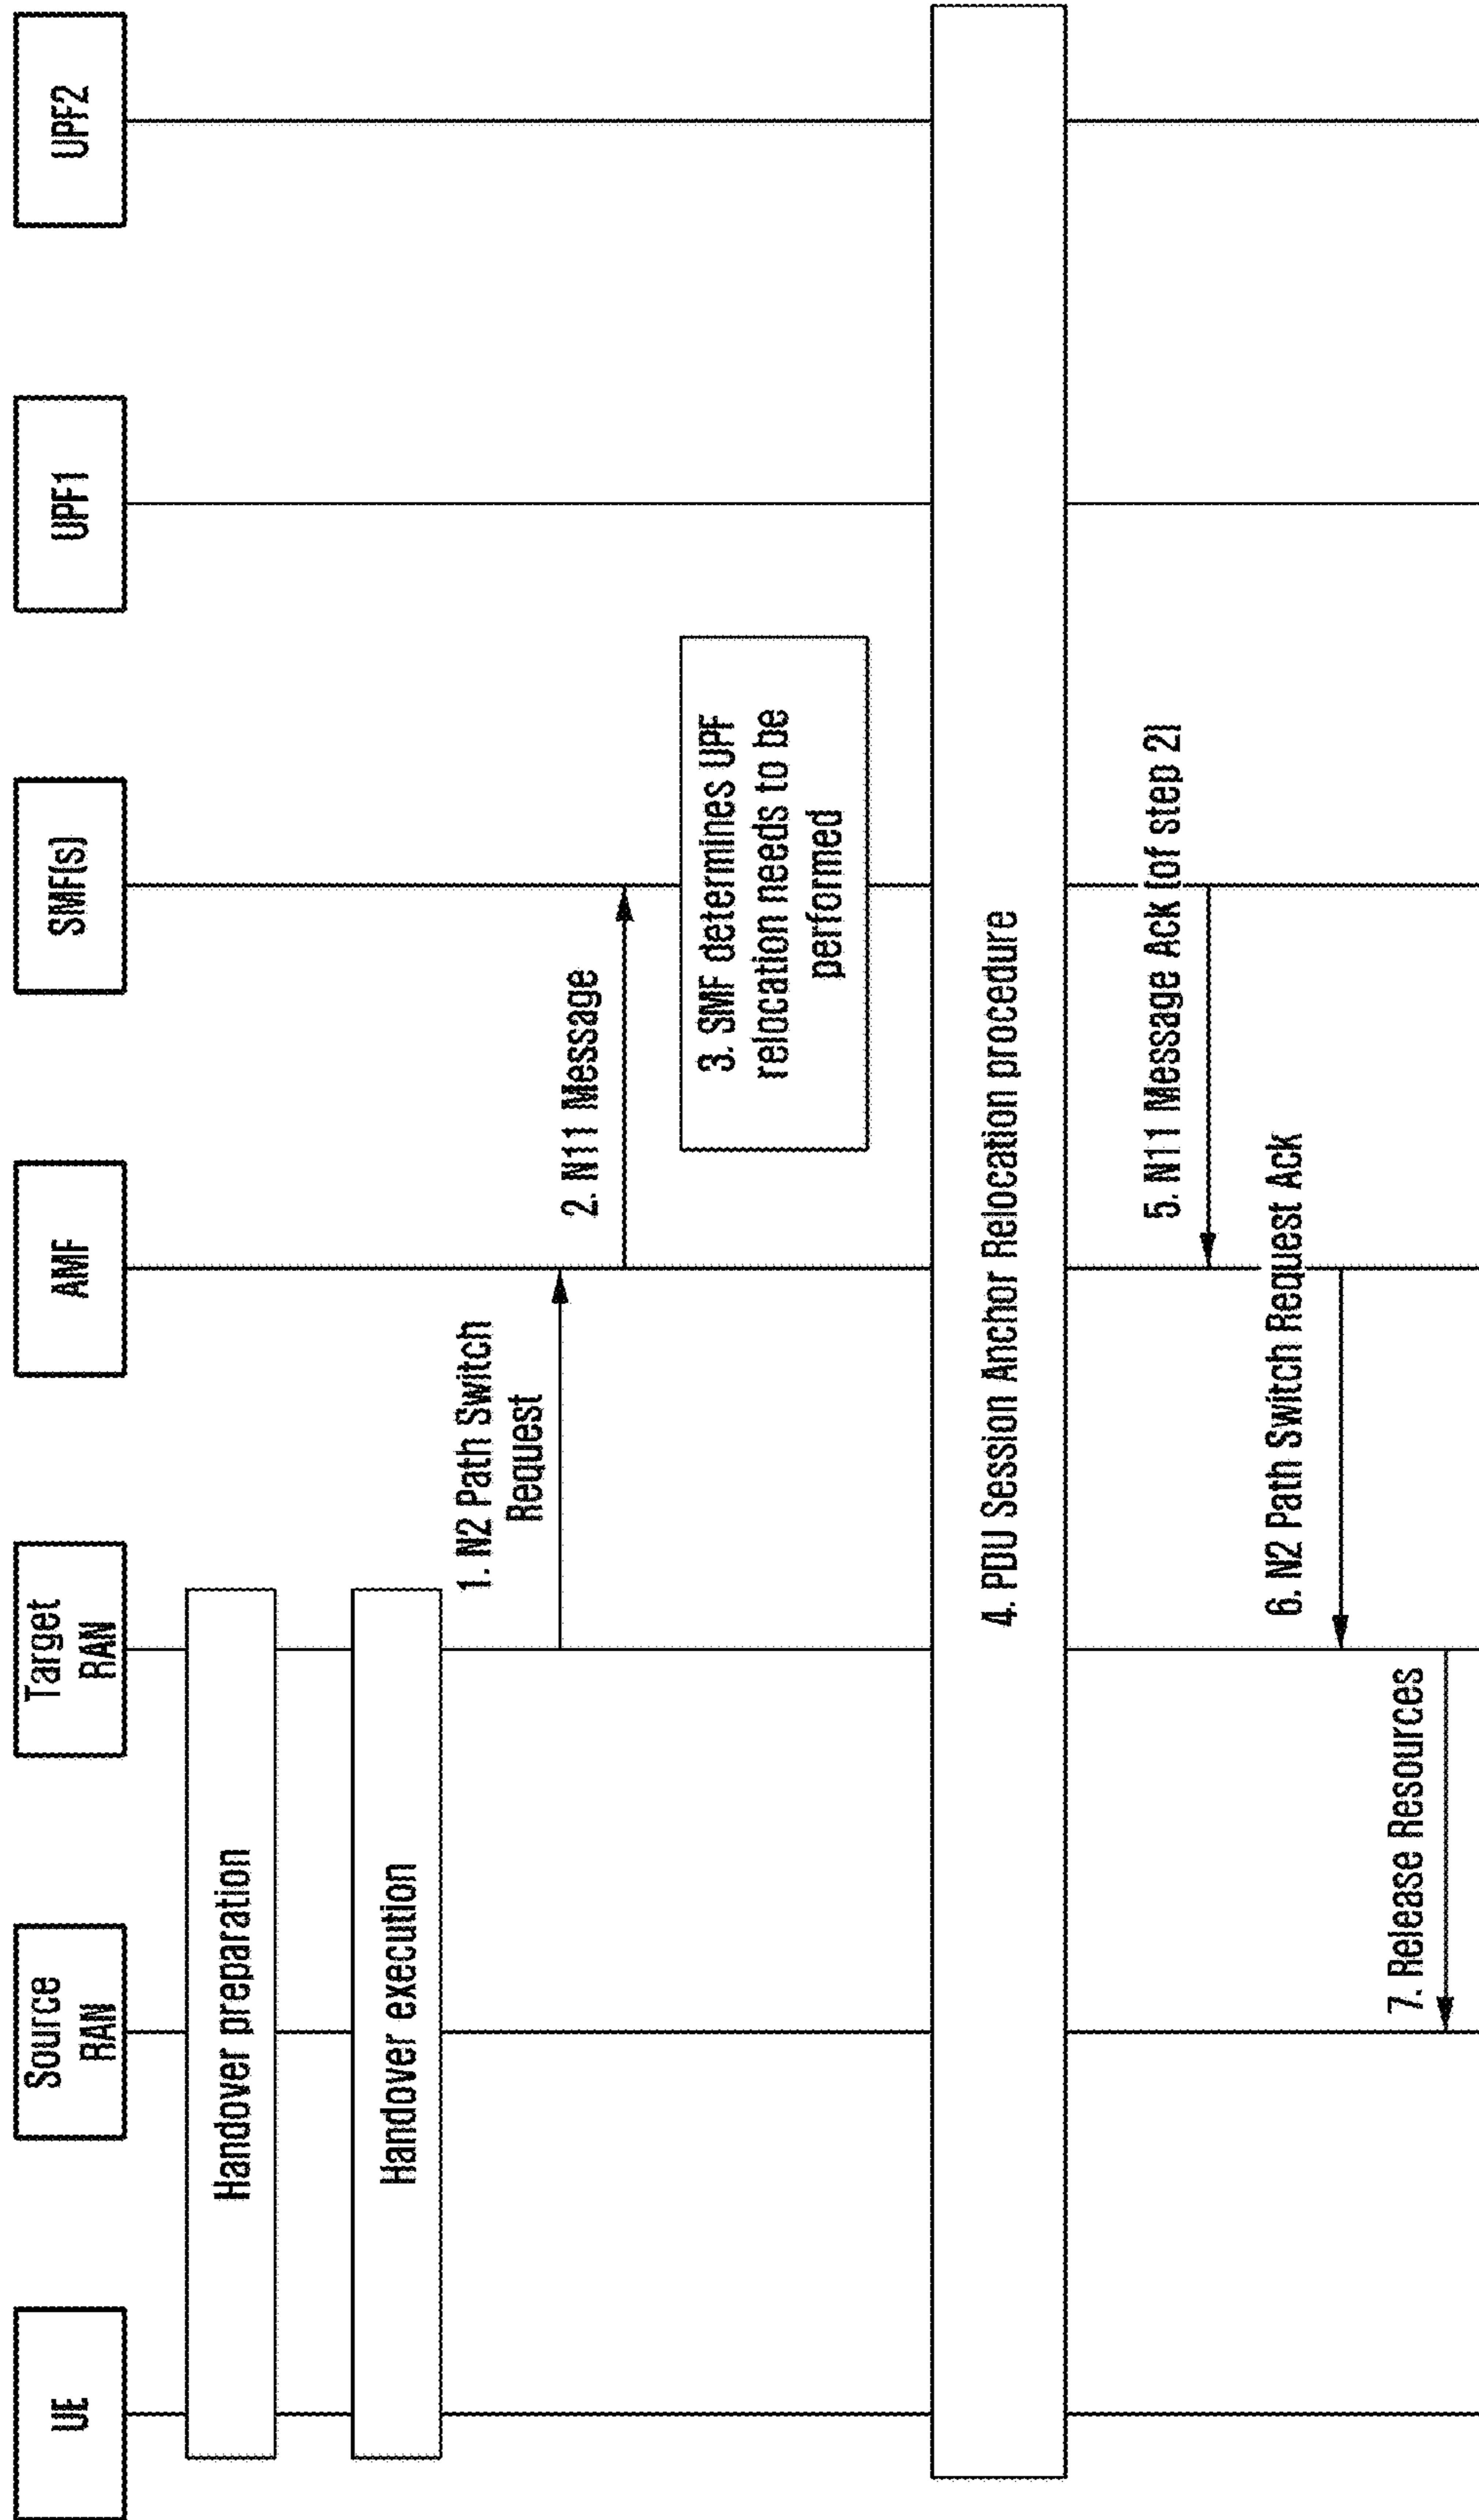 UE
Source
RAN
Target
RAN
AMF
SMF(s)
UPF1
UPF2
Handover preparation
Handover execution
1. N2 Path Switch
Request
2. N11 Message
3. SMF determines UPF
relocation needs to be
performed
4. PDU Session Anchor Relocation procedure
5. N11 Message Ack (of step 2)
6. N2 Path Switch Request Ack
7. Release Resources